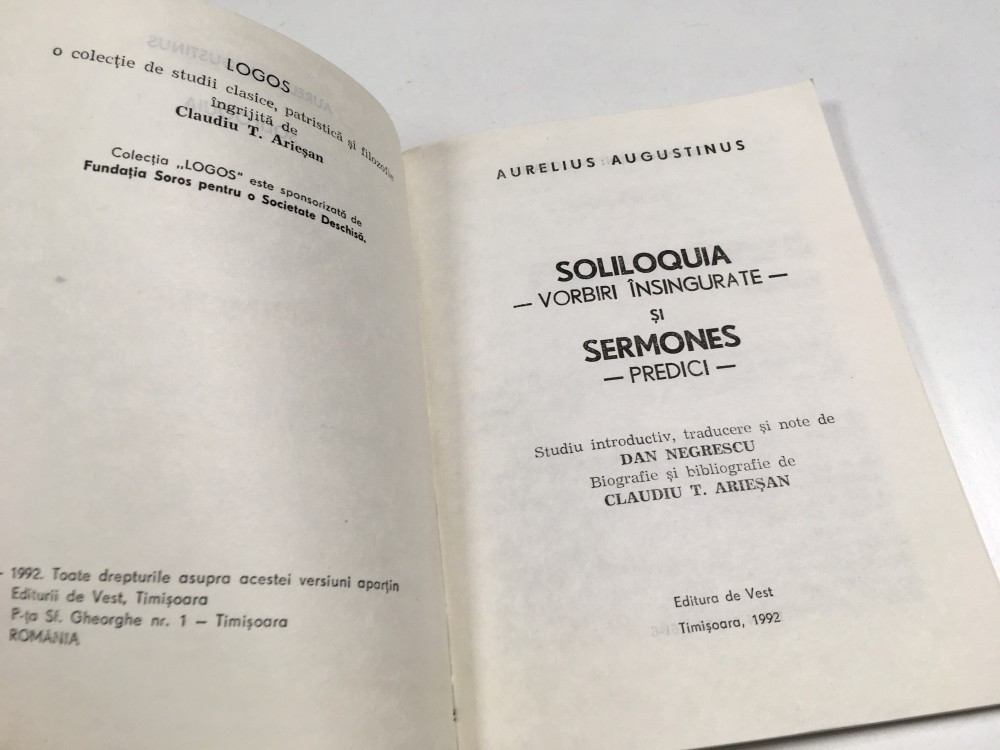 LOGOS
o colecție de studii clasice, patristică și filozofie
îngrijită de
Claudiu T. Arieșan
Colecția „LOGOS" este sponsorizată de
Fundația Soros pentru o Societate Deschisă.
- 1992. Toate drepturile asupra acestei versiuni aparțin
Editurii de Vest, Timișoara
P-ța Sf. Gheorghe nr. 1 — Timișoara
ROMÂNIA
AURELIUS AUGUSTINUS
SOLILOQUIA
— VORBIRI ÎNSINGURATE —
ȘI
SERMONES
— PREDICI —
Studiu introductiv, traducere și note de
DAN NEGRESCU
Biografie și bibliografie de
CLAUDIU T. ARIEȘAN
Editura de Vest
Timișoara, 1992